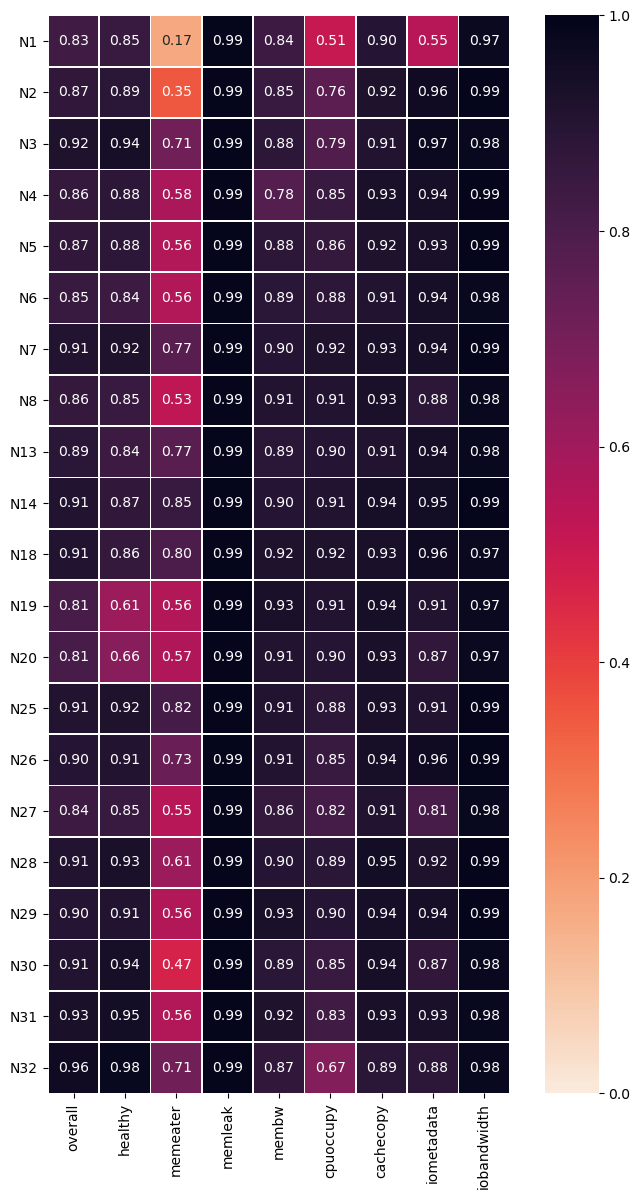 N1 0.83 0.85 0.17 0.99 0.84 0.51 0.90 0.55 0.97
N2 0.87 0.89 0.35 0.99 0.85 0.76 0.92 0.96 0.99
N3 0.92 0.94 0.71 0.99 0.88 0.79 0.91 0.97 0.98
N4 0.86 0.88 0.58 0.99 0.78 0.85 0.93 0.94 0.99
N5 0.87 0.88 0.56 0.99 0.88 0.86 0.92 0.93 0.99
N6 0.85 0.84 0.56 0.99 0.89 0.88 0.91 0.94 0.98
N7 0.91 0.92 0.77 0.99 0.90 0.92 0.93 0.94 0.99
N8 0.86 0.85 0.53 0.99 0.91 0.91 0.93 0.88 0.98
N13 0.89 0.84 0.77 0.99 0.89 0.90 0.91 0.94 0.98
N14 0.91 0.87 0.85 0.99 0.90 0.91 0.94 0.95 0.99
N18 0.91 0.86 0.80 0.99 0.92 0.92 0.93 0.96 0.97
N19 0.81 0.61 0.56 0.99 0.93 0.91 0.94 0.91 0.97
N20 0.81 0.66 0.57 0.99 0.91 0.90 0.93 0.87 0.97
N25 0.91 0.92 0.82 0.99 0.91 0.88 0.93 0.91 0.99
N26 0.90 0.91 0.73 0.99 0.91 0.85 0.94 0.96 0.99
N27 0.84 0.85 0.55 0.99 0.86 0.82 0.91 0.81 0.98
N28 0.91 0.93 0.61 0.99 0.90 0.89 0.95 0.92 0.99
N29 0.90 0.91 0.56 0.99 0.93 0.90 0.94 0.94 0.99
N30 0.91 0.94 0.47 0.99 0.89 0.85 0.94 0.87 0.98
N31 0.93 0.95 0.56 0.99 0.92 0.83 0.93 0.93 0.98
N32 0.96 0.98 0.71 0.99 0.87 0.67 0.89 0.88 0.98
overall healthy memeater memleak membw cpuoccupy cachecopy iometadata iobandwidth
1.0
0.8
0.6
0.4
0.2
0.0